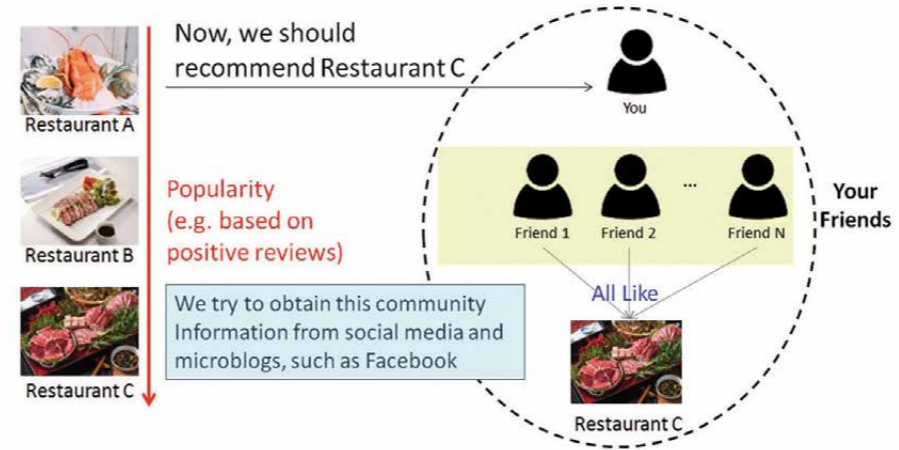 Now, we should
recommend Restaurant C
Restaurant A
Restaurant B
Restaurant C
Popularity
(e.g. based on
positive reviews)
We try to obtain this community
Information from social media and
microblogs, such as Facebook
You
Friend 1
Friend 2
...
Friend N
Your
Friends
All Like
Restaurant C